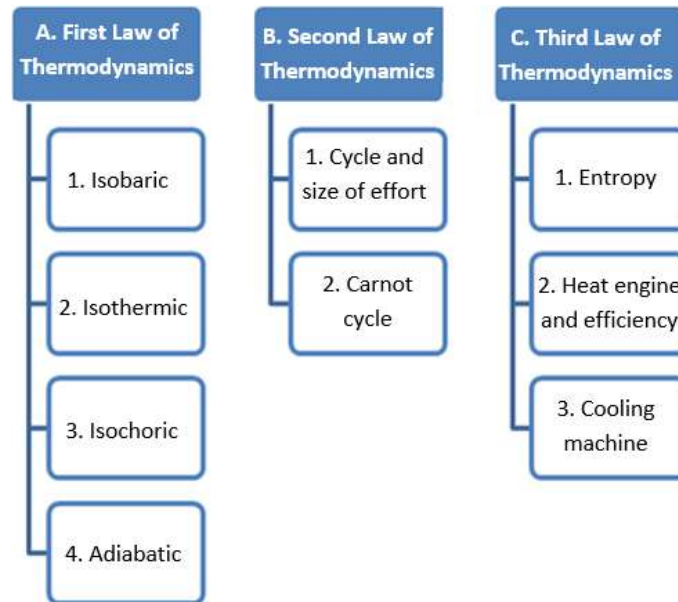 A. First Law of
Thermodynamics
1. Isobaric
2. Isothermic
3. Isochoric
4. Adiabatic
B. Second Law of
Thermodynamics
1. Cycle and
size of effort
2. Carnot
cycle
C. Third Law of
Thermodynamics
1. Entropy
2. Heat engine
and efficiency
3. Cooling
machine